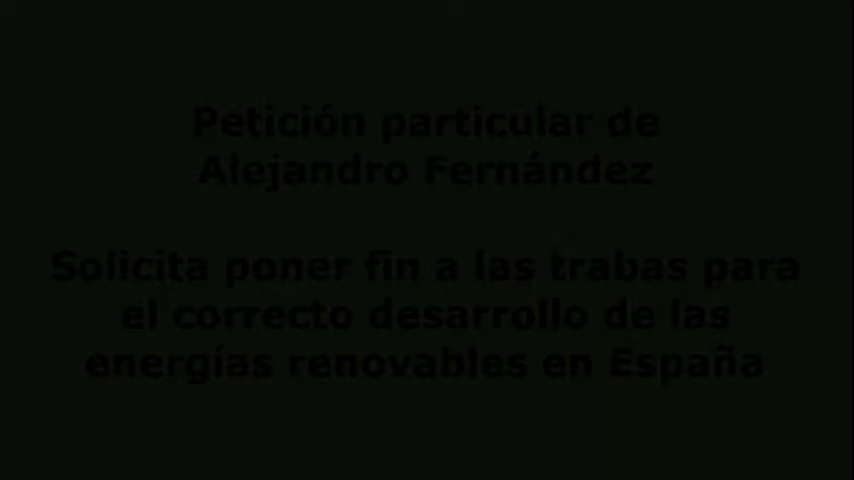 Petición particular de
Alejandro Fernández
Solicita poner fin a las trabas para
el correcto desarrollo de las
energías renovables en España